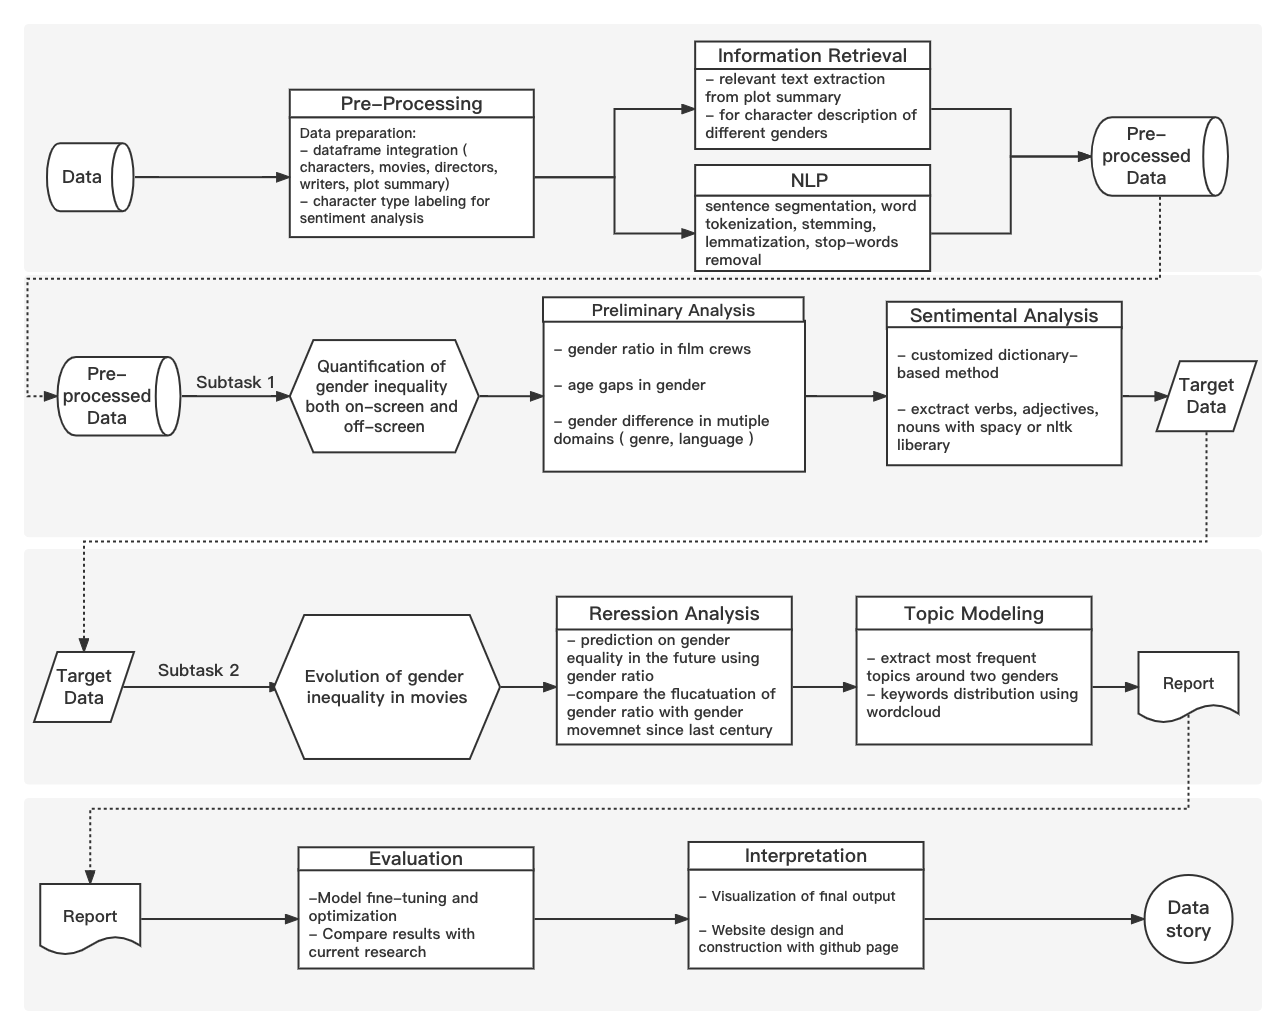 Data
Pre-Processing
Data preparation:
– dataframe integration (
characters, movies, directors,
writers, plot summary)
– character type labeling for
sentiment analysis
Information Retrieval
– relevant text extraction
from plot summary
– for character description of
different genders
NLP
sentence segmentation, word
tokenization, stemming,
lemmatization, stop-words
removal
Pre-
processed
Data
Pre-
processed
Data
Subtask 1
Quantification of
gender inequality
both on-screen and
off-screen
Preliminary Analysis
– gender ratio in film crews
– age gaps in gender
– gender difference in mutiple
domains ( genre, language )
Sentimental Analysis
– customized dictionary-
based method
– exctract verbs, adjectives,
nouns with spacy or nltk
liberary
Target
Data
Target
Data
Subtask 2
Evolution of gender
inequality in movies
Reression Analysis
– prediction on gender
equality in the future using
gender ratio
–compare the flucatuation of
gender ratio with gender
movemnet since last century
Topic Modeling
– extract most frequent
topics around two genders
– keywords distribution using
wordcloud
Report
Report
Evaluation
–Model fine-tuning and
optimization
– Compare results with
current research
Interpretation
– Visualization of final output
– Website design and
construction with github page
Data
story